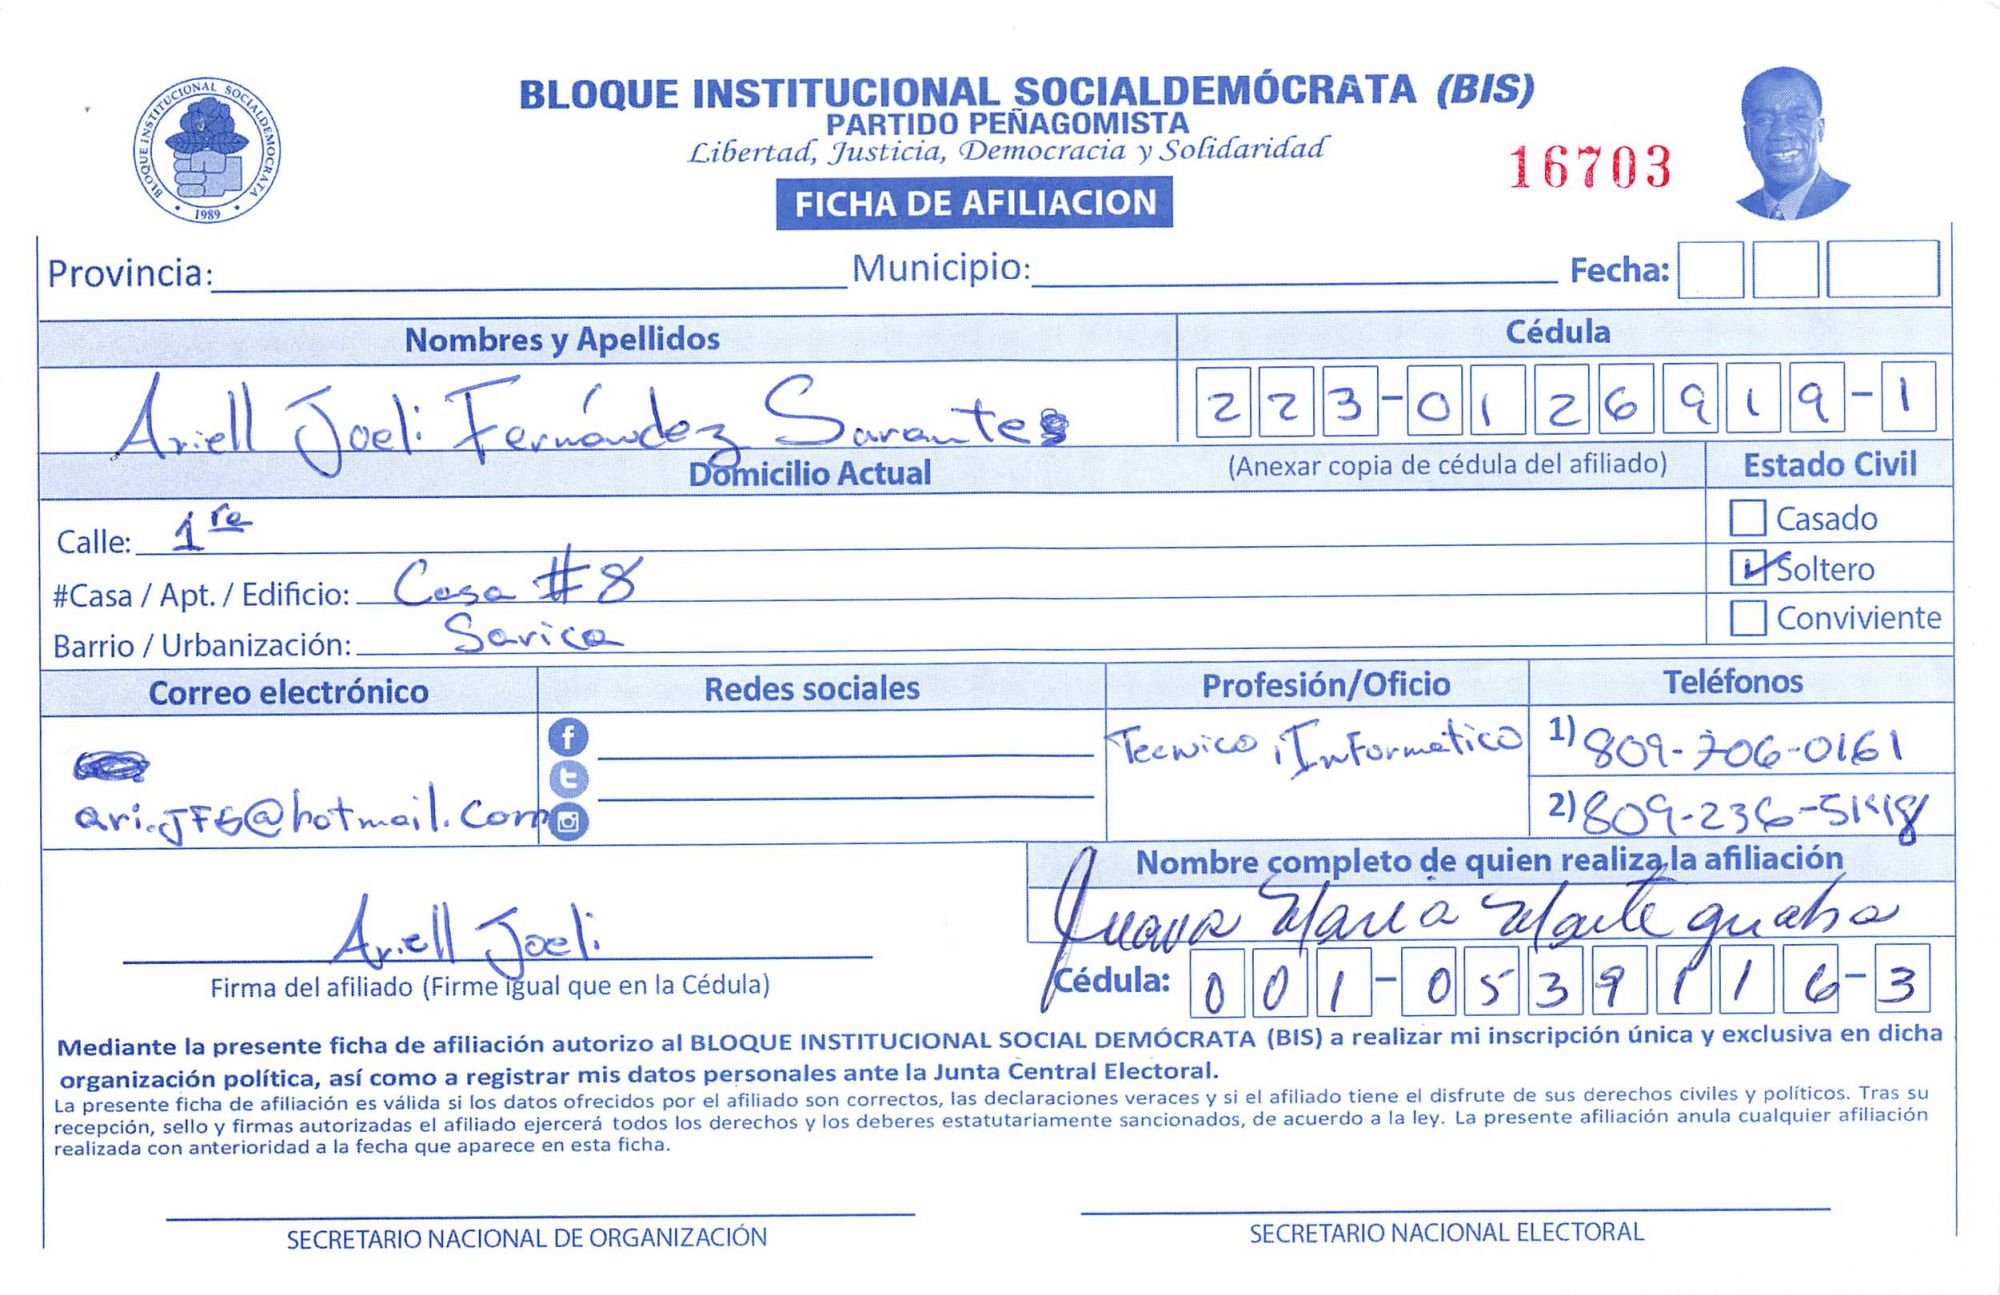 BLOQUE INSTITUCIONAL SOCIALDEMÓCRATA (BIS)
PARTIDO PEÑAGOMISTA
Libertad, Justicia, Democracia y Solidaridad
16703
BLOQUE INSTITUCIONAL SOCIALDEMOCRATA
1989
FICHA DE AFILIACION
Provincia: Municipio: Fecha:
Nombres y Apellidos Cédula
Ariell Joeli Fernández Sarantes 223-0126919-1
Domicilio Actual (Anexar copia de cédula del afiliado) Estado Civil
Calle: 1ra Casado
#Casa / Apt. / Edificio: Casa #8 Soltero
Barrio / Urbanización: Sarica Conviviente
Correo electrónico Redes sociales Profesión/Oficio Teléfonos
Tecnico Informatico 1) 809-706-0161
ari.JFS@hotmail.com 2) 809-236-
Nombre completo de quien realiza la afiliación
Juana Maria Marte
Ariell Joeli
Firma del afiliado (Firme igual que en la Cédula) Cédula: 001-0539116-3
Mediante la presente ficha de afiliación autorizo al BLOQUE INSTITUCIONAL SOCIAL DEMÓCRATA (BIS) a realizar mi inscripción única y exclusiva en dicha
organización política, así como a registrar mis datos personales ante la Junta Central Electoral.
La presente ficha de afiliación es válida si los datos ofrecidos por el afiliado son correctos, las declaraciones veraces y si el afiliado tiene el disfrute de sus derechos civiles y políticos. Tras su
recepción, sello y firmas autorizadas el afiliado ejercerá todos los derechos y los deberes estatutariamente sancionados, de acuerdo a la ley. La presente afiliación anula cualquier afiliación
realizada con anterioridad a la fecha que aparece en esta ficha.
SECRETARIO NACIONAL DE ORGANIZACIÓN SECRETARIO NACIONAL ELECTORAL